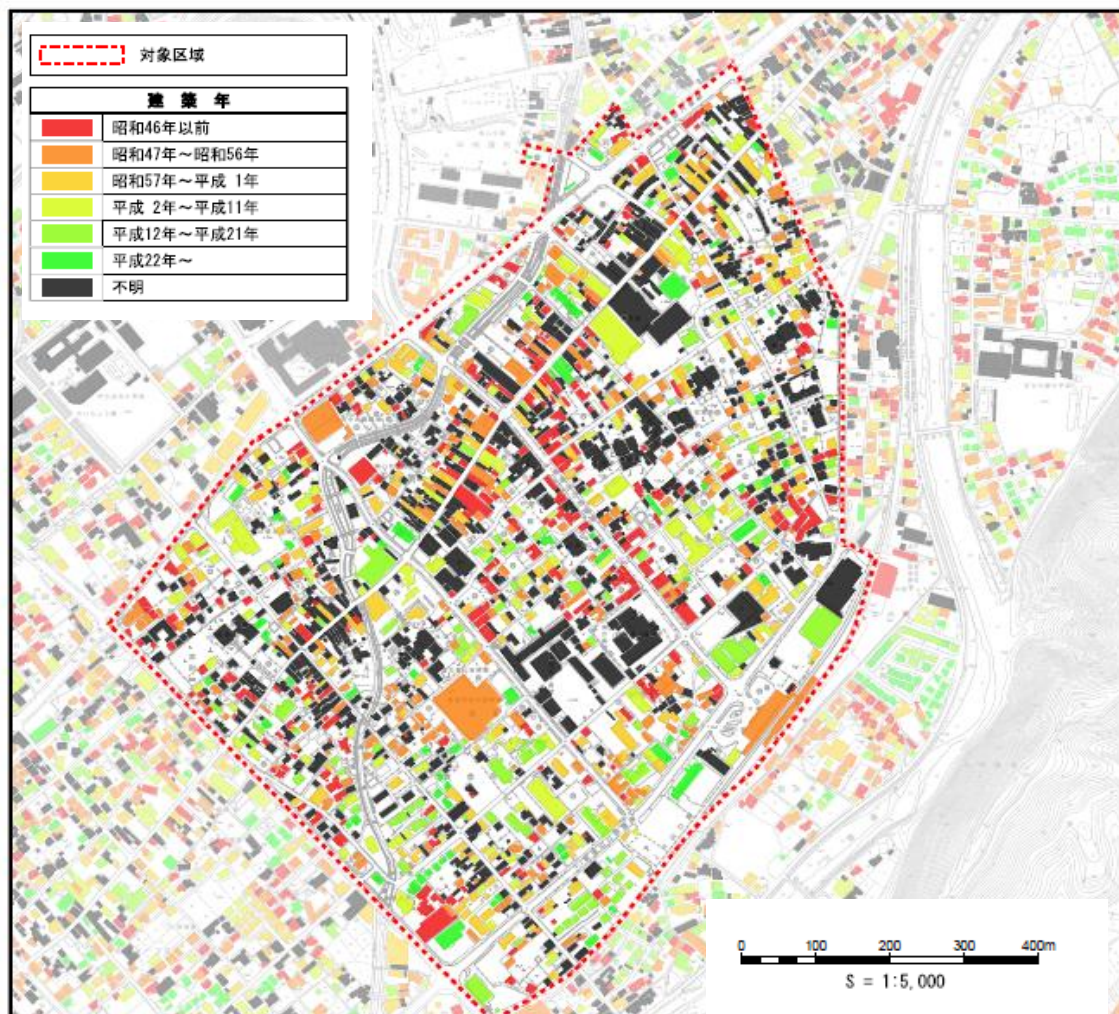 対象区域
建 築 年
昭和46年以前
昭和47年～昭和56年
昭和57年～平成 1年
平成 2年～平成11年
平成12年～平成21年
平成22年～
不明
0 100 200 300 400m
S = 1:5,000